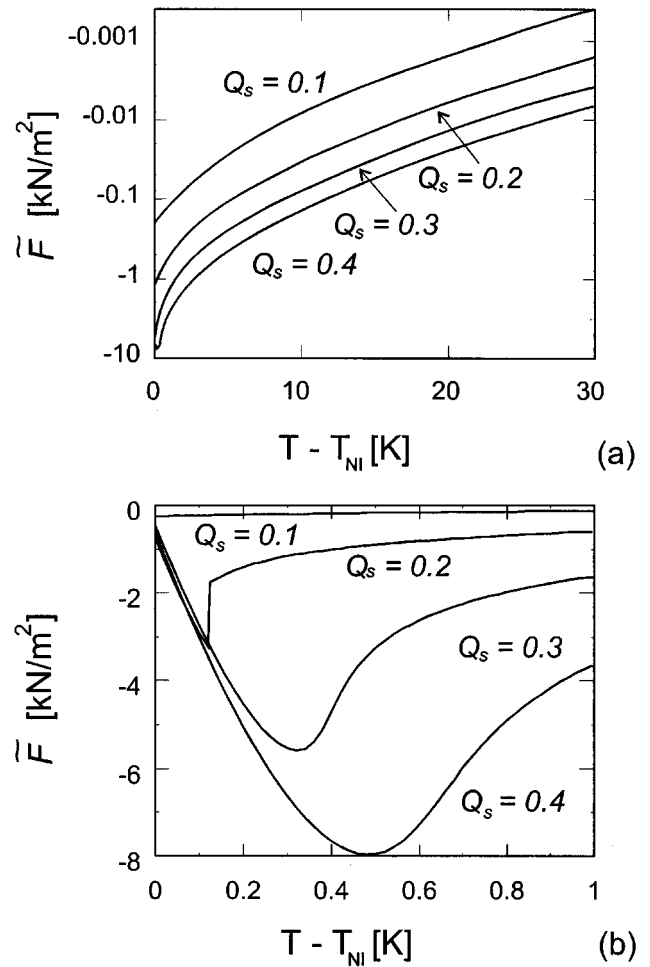 -0.001
-0.01
-0.1
-1
-10
F̃ [kN/m²]
Q_s = 0.1
Q_s = 0.2
Q_s = 0.3
Q_s = 0.4
0 10 20 30
T - T_NI [K]
(a)
0
-2
-4
-6
-8
F̃ [kN/m²]
Q_s = 0.1
Q_s = 0.2
Q_s = 0.3
Q_s = 0.4
0 0.2 0.4 0.6 0.8 1
T - T_NI [K]
(b)